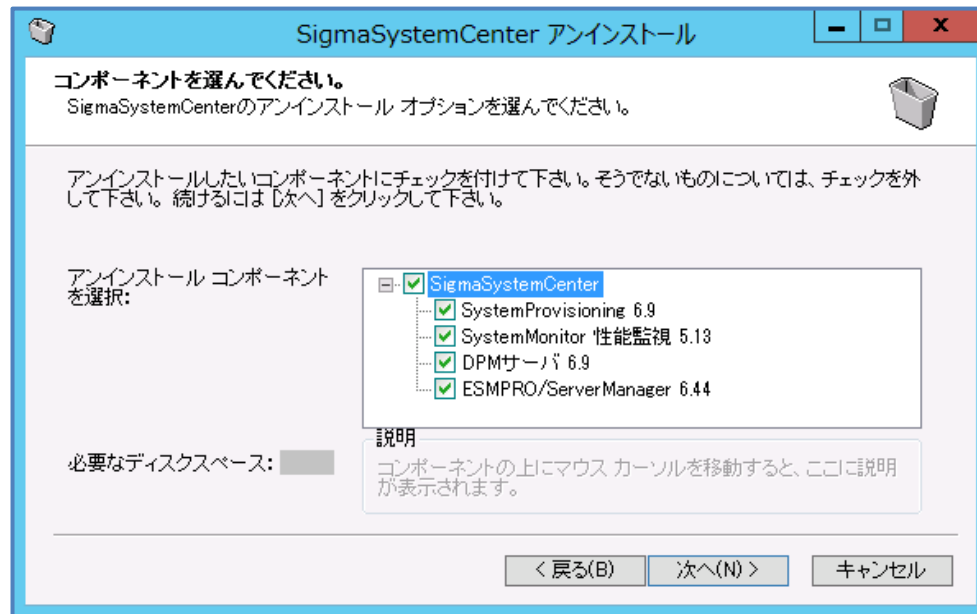 SigmaSystemCenter アンインストール
コンポーネントを選んでください。
SigmaSystemCenterのアンインストール オプションを選んでください。
アンインストールしたいコンポーネントにチェックを付けて下さい。そうでないものについては、チェックを外
して下さい。 続けるには [次へ] をクリックして下さい。
アンインストール コンポーネント
を選択:
SigmaSystemCenter
SystemProvisioning 6.9
SystemMonitor 性能監視 5.13
DPMサーバ 6.9
ESMPRO/ServerManager 6.44
必要なディスクスペース:
説明
コンポーネントの上にマウス カーソルを移動すると、ここに説明
が表示されます。
< 戻る(B)
次へ(N) >
キャンセル